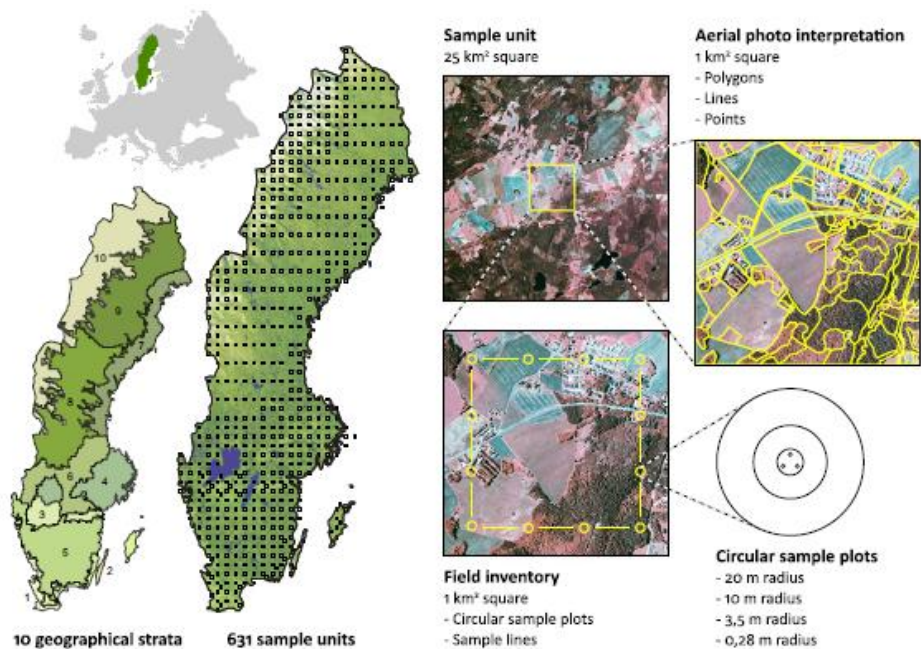 Sample unit
25 km² square
Aerial photo interpretation
1 km² square
- Polygons
- Lines
- Points
10
9
8
6
4
3
5
2
1
Field inventory
1 km² square
- Circular sample plots
- Sample lines
Circular sample plots
- 20 m radius
- 10 m radius
- 3,5 m radius
- 0,28 m radius
10 geographical strata
631 sample units